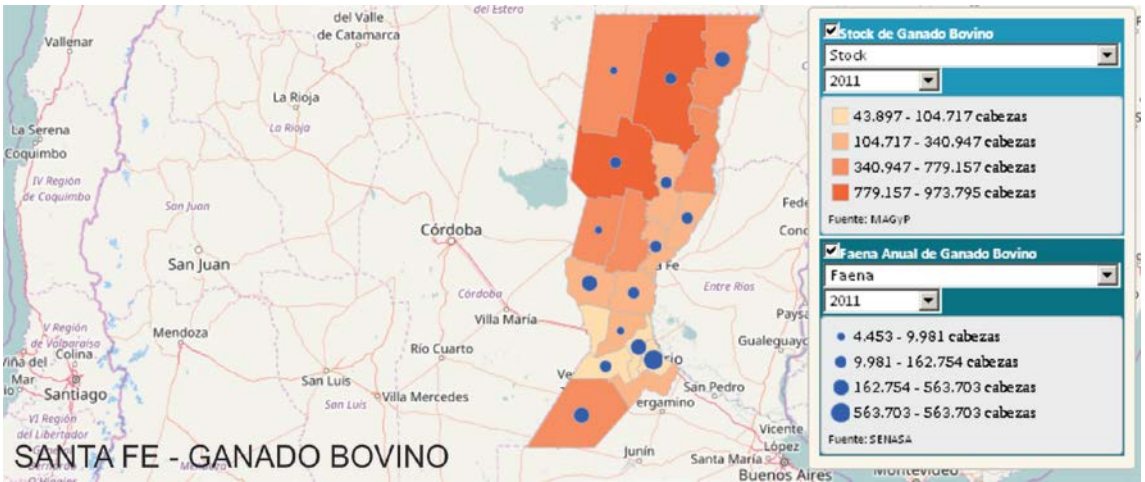 del Estero
del Valle
de Catamarca
Vallenar
La Rioja
La Rioja
La Serena
Coquimbo
IV Región
de Coquimbo
San Juan
San Juan
Córdoba
Córdoba
Fe
Entre Ríos
Villa María
V Región
de Valparaíso
Viña del
Mar
Colina
Mendoza
Río Cuarto
Gualeguay
Santiago
San Luis
San Luis
Villa Mercedes
San Pedro
ergamino
VI Región
del Libertador
Vicente
López
Junín
Santa María
Buenos Aires
Montevideo
SANTA FE - GANADO BOVINO
Stock de Ganado Bovino
Stock
2011
43.897 - 104.717 cabezas
104.717 - 340.947 cabezas
340.947 - 779.157 cabezas
779.157 - 973.795 cabezas
Fuente: MAGyP
Faena Anual de Ganado Bovino
Faena
2011
4.453 - 9.981 cabezas
9.981 - 162.754 cabezas
162.754 - 563.703 cabezas
563.703 - 563.703 cabezas
Fuente: SENASA